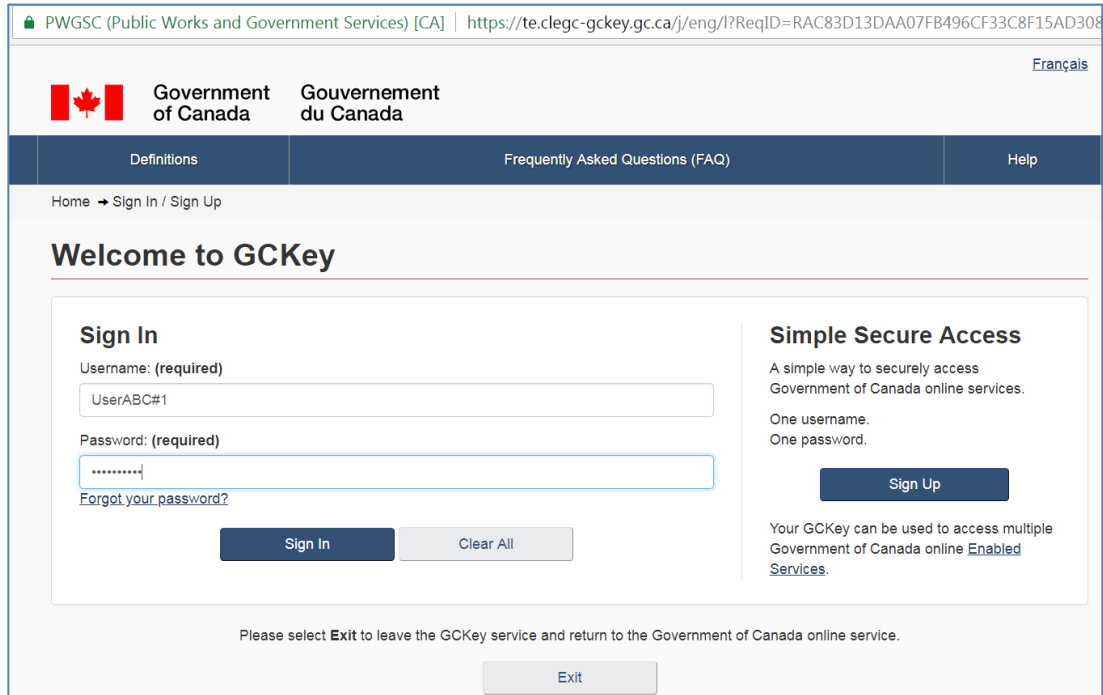 PWGSC (Public Works and Government Services) [CA] | https://te.clegc-gckey.gc.ca/j/eng/l?ReqID=RAC83D13DAA07FB496CF33C8F15AD308
Français
Government Gouvernement
of Canada du Canada
Definitions Frequently Asked Questions (FAQ) Help
Home → Sign In / Sign Up
Welcome to GCKey
Sign In
Username: (required)
UserABC#1
Password: (required)
••••••••••
Forgot your password?
Sign In Clear All
Simple Secure Access
A simple way to securely access
Government of Canada online services.
One username.
One password.
Sign Up
Your GCKey can be used to access multiple
Government of Canada online Enabled
Services.
Please select Exit to leave the GCKey service and return to the Government of Canada online service.
Exit